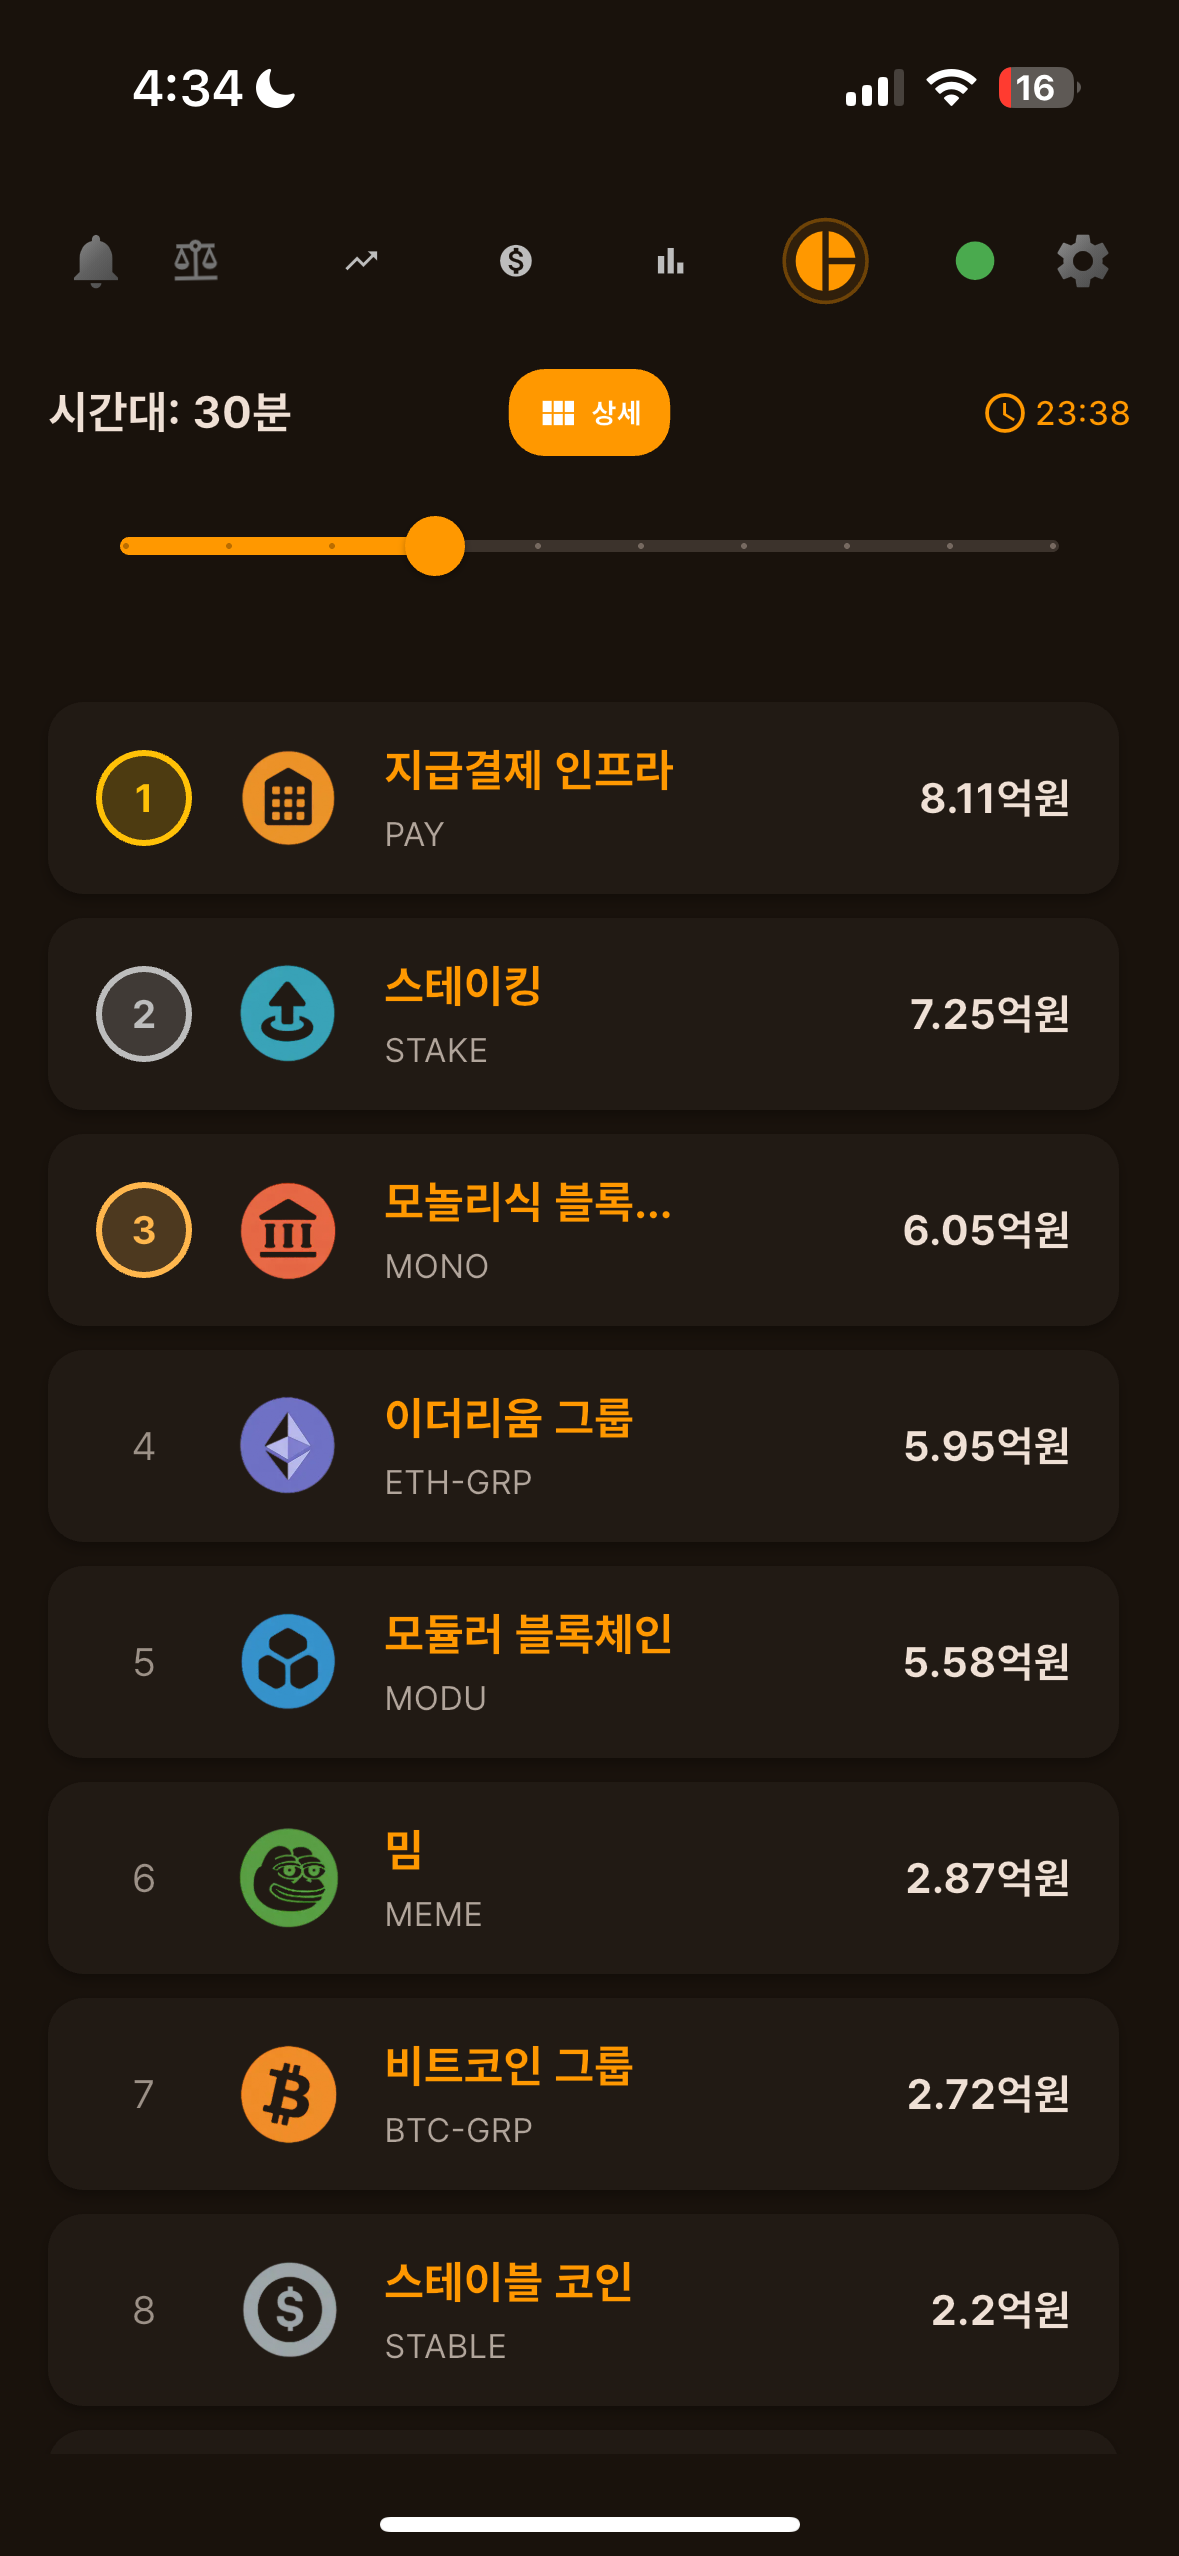 4:34
16
시간대: 30분
상세
23:38
1
지급결제 인프라
PAY
8.11억원
2
스테이킹
STAKE
7.25억원
3
모놀리식 블록...
MONO
6.05억원
4
이더리움 그룹
ETH-GRP
5.95억원
5
모듈러 블록체인
MODU
5.58억원
6
밈
MEME
2.87억원
7
비트코인 그룹
BTC-GRP
2.72억원
8
스테이블 코인
STABLE
2.2억원